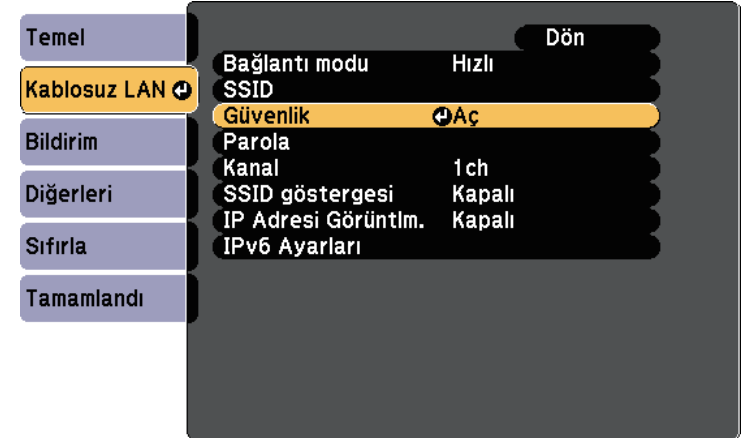 Temel
Kablosuz LAN
Bildirim
Diğerleri
Sıfırla
Tamamlandı
Dön
Bağlantı modu Hızlı
SSID
Güvenlik Aç
Parola
Kanal 1ch
SSID göstergesi Kapalı
IP Adresi Görüntlm. Kapalı
IPv6 Ayarları